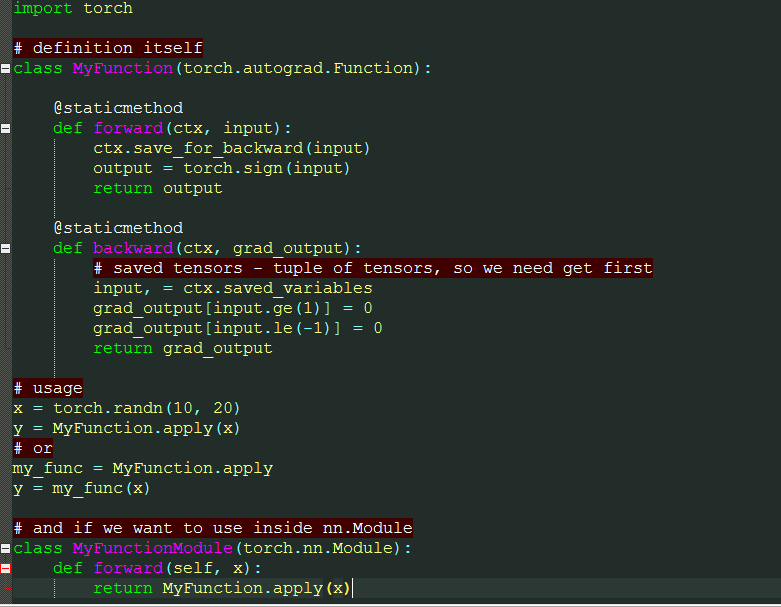 import torch
# definition itself
class MyFunction(torch.autograd.Function):
@staticmethod
def forward(ctx, input):
ctx.save_for_backward(input)
output = torch.sign(input)
return output
@staticmethod
def backward(ctx, grad_output):
# saved tensors - tuple of tensors, so we need get first
input, = ctx.saved_variables
grad_output[input.ge(1)] = 0
grad_output[input.le(-1)] = 0
return grad_output
# usage
x = torch.randn(10, 20)
y = MyFunction.apply(x)
# or
my_func = MyFunction.apply
y = my_func(x)
# and if we want to use inside nn.Module
class MyFunctionModule(torch.nn.Module):
def forward(self, x):
return MyFunction.apply(x)